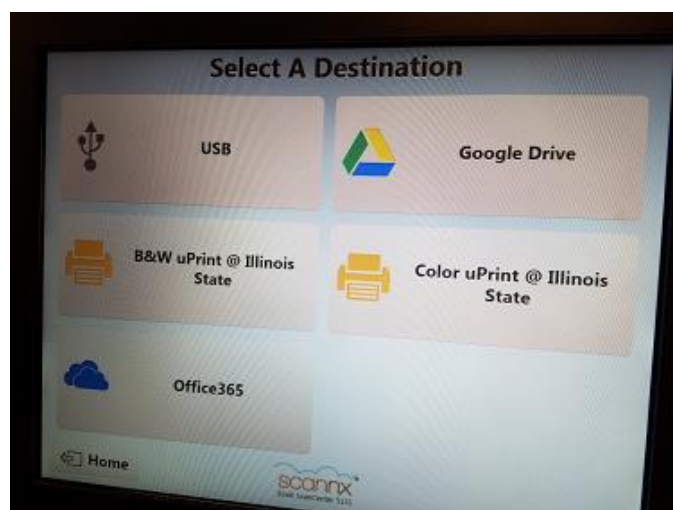 Select A Destination
USB
Google Drive
B&W uPrint @ Illinois
State
Color uPrint @ Illinois
State
Office365
Home
scannx